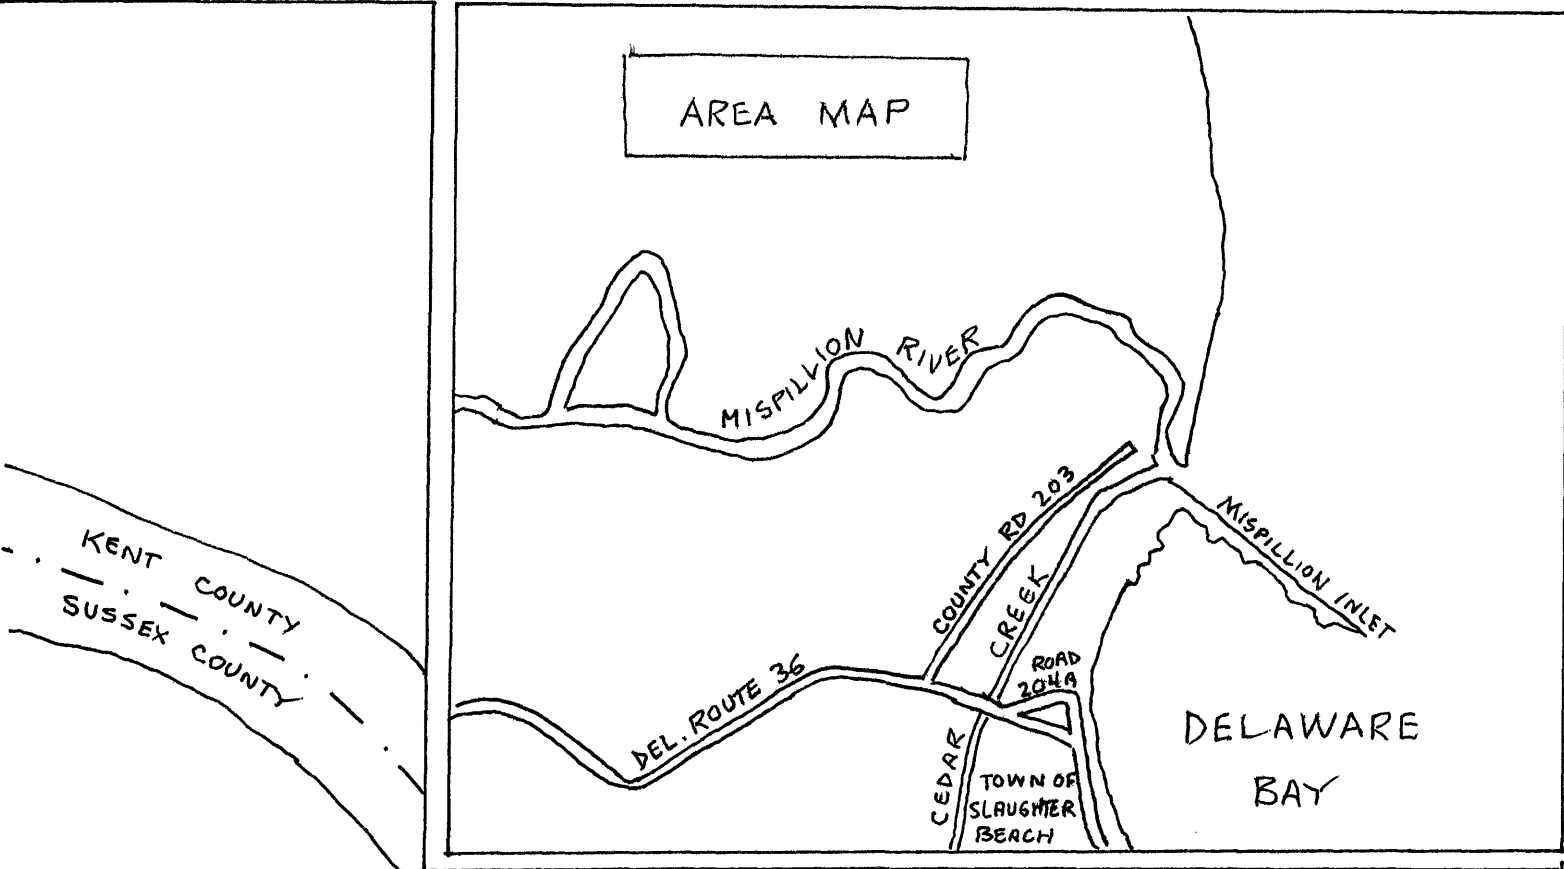 AREA MAP
MISPILLION RIVER
COUNTY RD 203
MISPILLION INLET
KENT COUNTY
SUSSEX COUNTY
CEDAR CREEK
ROAD
204A
DEL. ROUTE 36
DELAWARE
BAY
TOWN OF
SLAUGHTER
BEACH